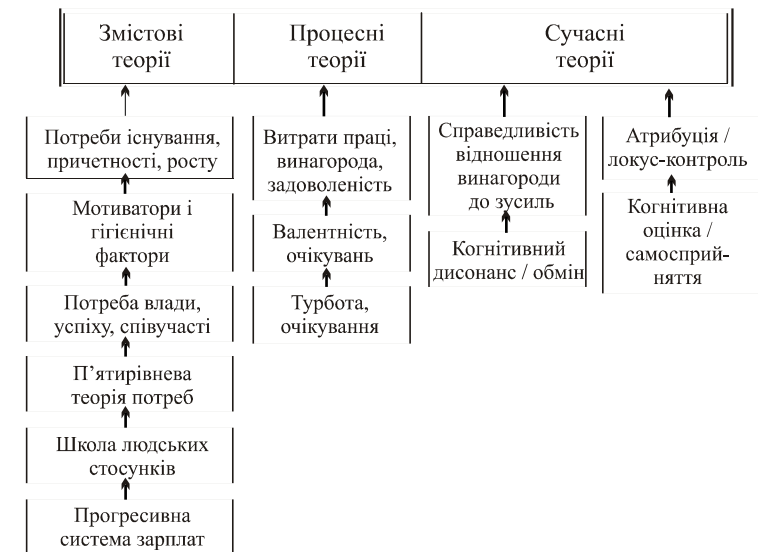 Змістові
теорії
Процесні
теорії
Сучасні
теорії
Потреби існування,
причетності, росту
Мотиватори і
гігієнічні
фактори
Потреба влади,
успіху, співучасті
П’ятирівнева
теорія потреб
Школа людських
стосунків
Прогресивна
система зарплат
Витрати праці,
винагорода,
задоволеність
Валентність,
очікувань
Турбота,
очікування
Справедливість
відношення
винагороди
до зусиль
Когнітивний
дисонанс / обмін
Атрибуція /
локус-контроль
Когнітивна
оцінка /
самосприй-
няття